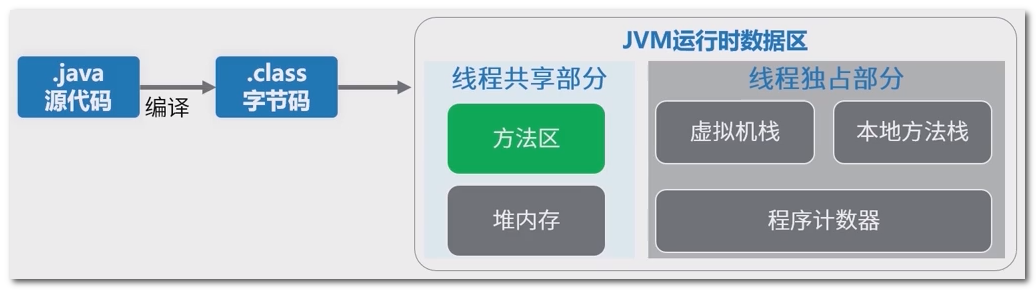 .java
源代码
编译
.class
字节码
JVM运行时数据区
线程共享部分
方法区
堆内存
线程独占部分
虚拟机栈
本地方法栈
程序计数器